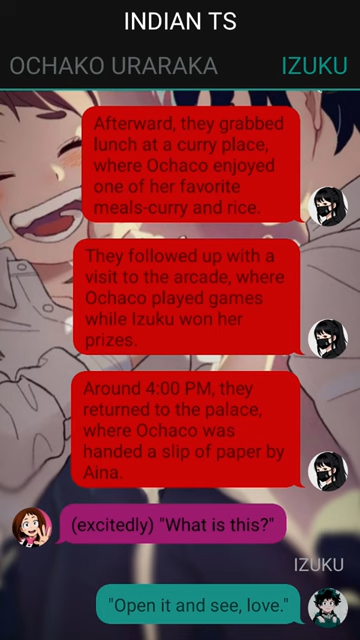 INDIAN TS
OCHAKO URARAKA IZUKU
Afterward, they grabbed
lunch at a curry place,
where Ochaco enjoyed
one of her favorite
meals-curry and rice.
They followed up with a
visit to the arcade, where
Ochaco played games
while Izuku won her
prizes.
Around 4:00 PM, they
returned to the palace,
where Ochaco was
handed a slip of paper by
Aina.
(excitedly) "What is this?"
IZUKU
"Open it and see, love."